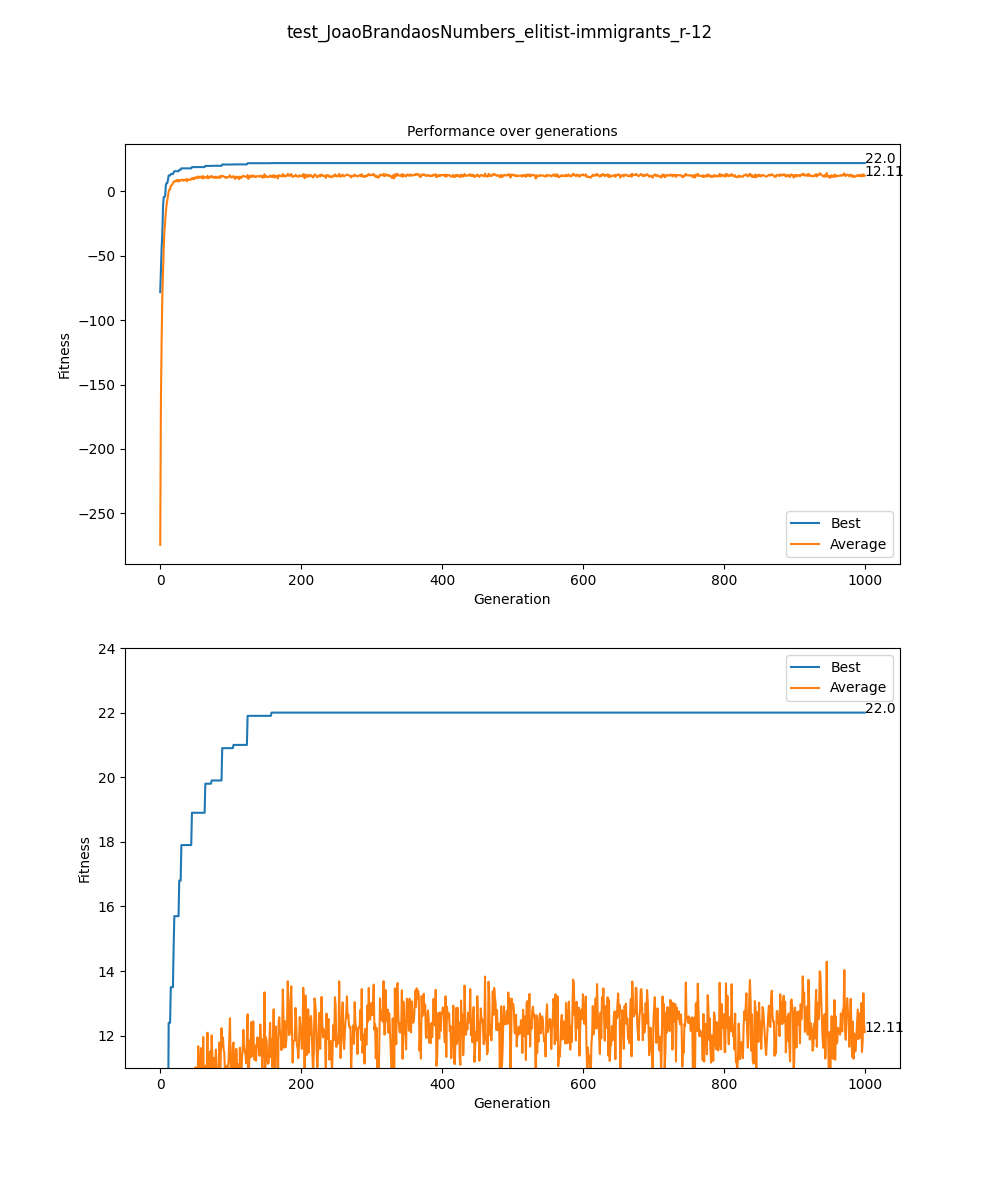 test_JoaoBrandaosNumbers_elitist-immigrants_r-12
Performance over generations
22.0
12.11
0
−50
−100
−150
−200
−250
Fitness
Best
Average
0 200 400 600 800 1000
Generation
24
22
20
18
16
14
12
Fitness
Best
Average
22.0
12.11
0 200 400 600 800 1000
Generation